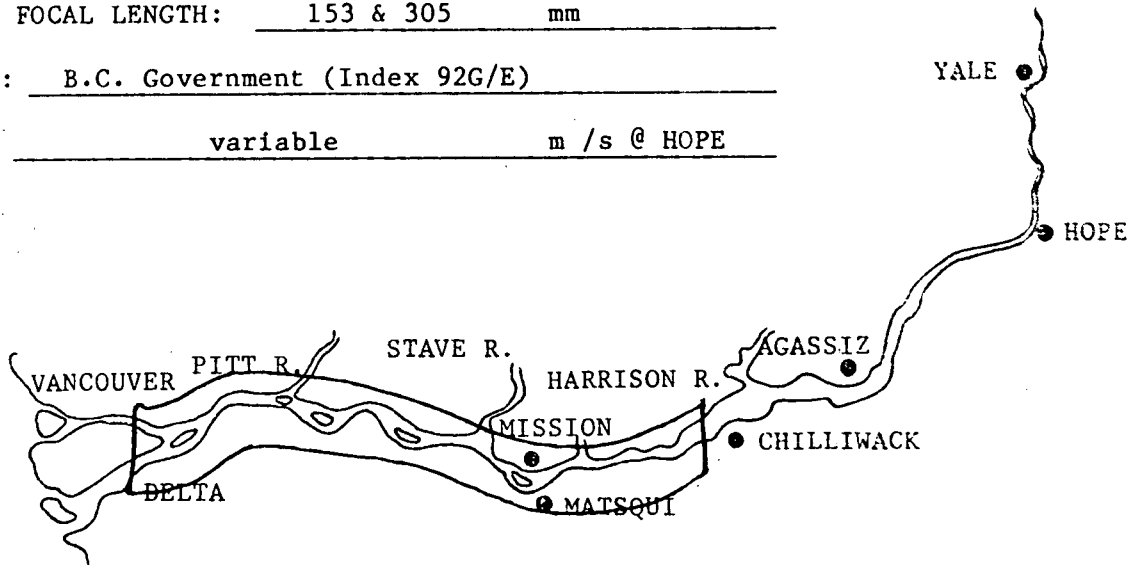 FOCAL LENGTH: 153 & 305 mm
: B.C. Government (Index 92G/E)
variable m /s @ HOPE
YALE
HOPE
AGASSIZ
STAVE R.
PITT R.
HARRISON R.
VANCOUVER
MISSION
CHILLIWACK
DELTA
MATSQUI